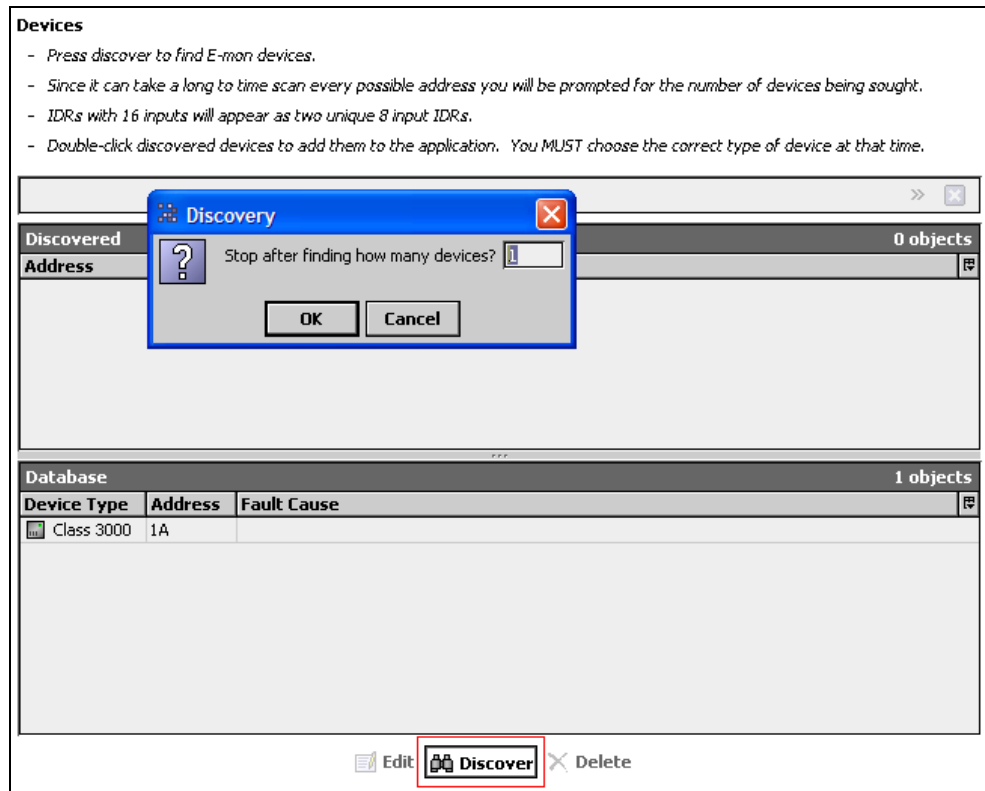 Devices
- Press discover to find E-mon devices.
- Since it can take a long to time scan every possible address you will be prompted for the number of devices being sought.
- IDRs with 16 inputs will appear as two unique 8 input IDRs.
- Double-click discovered devices to add them to the application. You MUST choose the correct type of device at that time.
Discovery
Discovered 0 objects
Address
Stop after finding how many devices? 1
OK Cancel
Database 1 objects
Device Type Address Fault Cause
Class 3000 1A
Edit Discover Delete